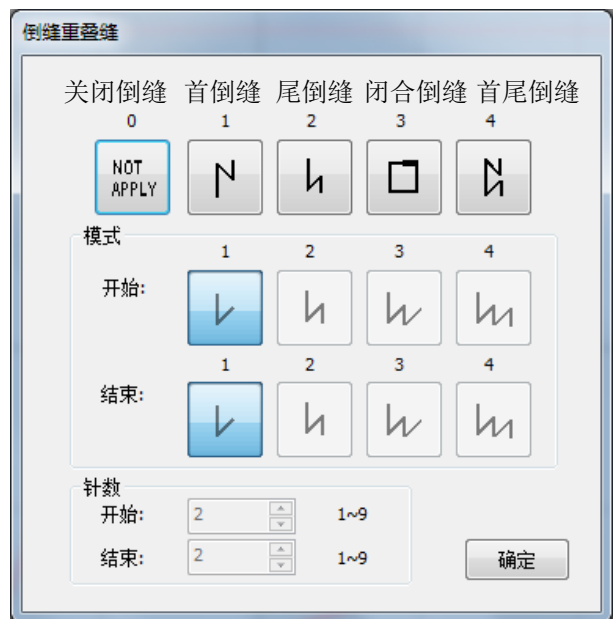 倒缝重叠缝
关闭倒缝 首倒缝 尾倒缝 闭合倒缝 首尾倒缝
0 1 2 3 4
NOT
APPLY
模式
1 2 3 4
开始:
1 2 3 4
结束:
针数
开始: 2 1~9
结束: 2 1~9
确定